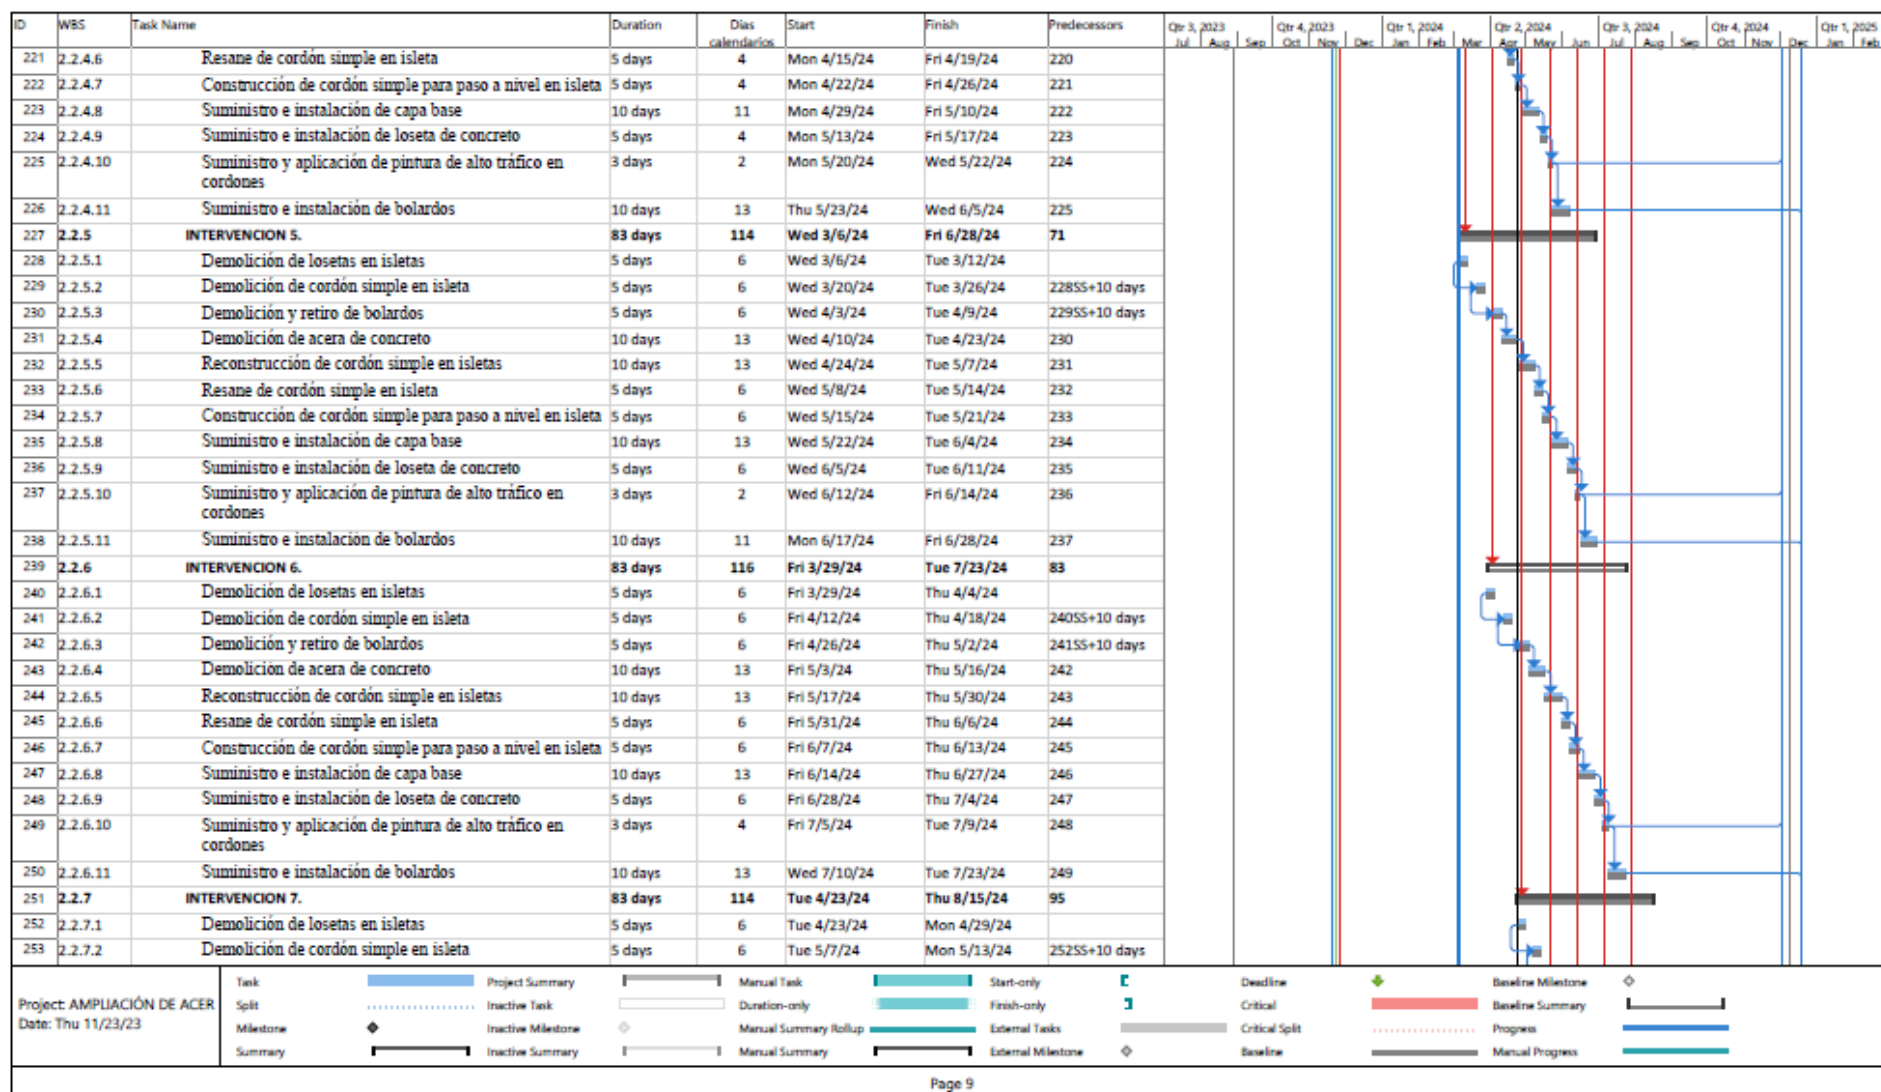 ID WBS Task Name Duration Dias calendarios Start Finish Predecessors
Qtr 3, 2023 Qtr 4, 2023 Qtr 1, 2024 Qtr 2, 2024 Qtr 3, 2024 Qtr 4, 2024 Qtr 1, 2025
Jul Aug Sep Oct Nov Dec Jan Feb Mar Apr May Jun Jul Aug Sep Oct Nov Dec Jan Feb
221 2.2.4.6 Resane de cordón simple en isleta 5 days 4 Mon 4/15/24 Fri 4/19/24 220
222 2.2.4.7 Construcción de cordón simple para paso a nivel en isleta 5 days 4 Mon 4/22/24 Fri 4/26/24 221
223 2.2.4.8 Suministro e instalación de capa base 10 days 11 Mon 4/29/24 Fri 5/10/24 222
224 2.2.4.9 Suministro e instalación de loseta de concreto 5 days 4 Mon 5/13/24 Fri 5/17/24 223
225 2.2.4.10 Suministro y aplicación de pintura de alto tráfico en cordones 3 days 2 Mon 5/20/24 Wed 5/22/24 224
226 2.2.4.11 Suministro e instalación de bolardos 10 days 13 Thu 5/23/24 Wed 6/5/24 225
227 2.2.5 INTERVENCION 5. 83 days 114 Wed 3/6/24 Fri 6/28/24 71
228 2.2.5.1 Demolición de losetas en isletas 5 days 6 Wed 3/6/24 Tue 3/12/24
229 2.2.5.2 Demolición de cordón simple en isleta 5 days 6 Wed 3/20/24 Tue 3/26/24 228SS+10 days
230 2.2.5.3 Demolición y retiro de bolardos 5 days 6 Wed 4/3/24 Tue 4/9/24 229SS+10 days
231 2.2.5.4 Demolición de acera de concreto 10 days 13 Wed 4/10/24 Tue 4/23/24 230
232 2.2.5.5 Reconstrucción de cordón simple en isletas 10 days 13 Wed 4/24/24 Tue 5/7/24 231
233 2.2.5.6 Resane de cordón simple en isleta 5 days 6 Wed 5/8/24 Tue 5/14/24 232
234 2.2.5.7 Construcción de cordón simple para paso a nivel en isleta 5 days 6 Wed 5/15/24 Tue 5/21/24 233
235 2.2.5.8 Suministro e instalación de capa base 10 days 13 Wed 5/22/24 Tue 6/4/24 234
236 2.2.5.9 Suministro e instalación de loseta de concreto 5 days 6 Wed 6/5/24 Tue 6/11/24 235
237 2.2.5.10 Suministro y aplicación de pintura de alto tráfico en cordones 3 days 2 Wed 6/12/24 Fri 6/14/24 236
238 2.2.5.11 Suministro e instalación de bolardos 10 days 11 Mon 6/17/24 Fri 6/28/24 237
239 2.2.6 INTERVENCION 6. 83 days 116 Fri 3/29/24 Tue 7/23/24 83
240 2.2.6.1 Demolición de losetas en isletas 5 days 6 Fri 3/29/24 Thu 4/4/24
241 2.2.6.2 Demolición de cordón simple en isleta 5 days 6 Fri 4/12/24 Thu 4/18/24 240SS+10 days
242 2.2.6.3 Demolición y retiro de bolardos 5 days 6 Fri 4/26/24 Thu 5/2/24 241SS+10 days
243 2.2.6.4 Demolición de acera de concreto 10 days 13 Fri 5/3/24 Thu 5/16/24 242
244 2.2.6.5 Reconstrucción de cordón simple en isletas 10 days 13 Fri 5/17/24 Thu 5/30/24 243
245 2.2.6.6 Resane de cordón simple en isleta 5 days 6 Fri 5/31/24 Thu 6/6/24 244
246 2.2.6.7 Construcción de cordón simple para paso a nivel en isleta 5 days 6 Fri 6/7/24 Thu 6/13/24 245
247 2.2.6.8 Suministro e instalación de capa base 10 days 13 Fri 6/14/24 Thu 6/27/24 246
248 2.2.6.9 Suministro e instalación de loseta de concreto 5 days 6 Fri 6/28/24 Thu 7/4/24 247
249 2.2.6.10 Suministro y aplicación de pintura de alto tráfico en cordones 3 days 4 Fri 7/5/24 Tue 7/9/24 248
250 2.2.6.11 Suministro e instalación de bolardos 10 days 13 Wed 7/10/24 Tue 7/23/24 249
251 2.2.7 INTERVENCION 7. 83 days 114 Tue 4/23/24 Thu 8/15/24 95
252 2.2.7.1 Demolición de losetas en isletas 5 days 6 Tue 4/23/24 Mon 4/29/24
253 2.2.7.2 Demolición de cordón simple en isleta 5 days 6 Tue 5/7/24 Mon 5/13/24 252SS+10 days
Project: AMPLIACIÓN DE ACER
Date: Thu 11/23/23
Task Project Summary Manual Task Start-only Deadline Baseline Milestone
Split Inactive Task Duration-only Finish-only Critical Baseline Summary
Milestone Inactive Milestone Manual Summary Rollup External Tasks Critical Split Progress
Summary Inactive Summary Manual Summary External Milestone Baseline Manual Progress
Page 9